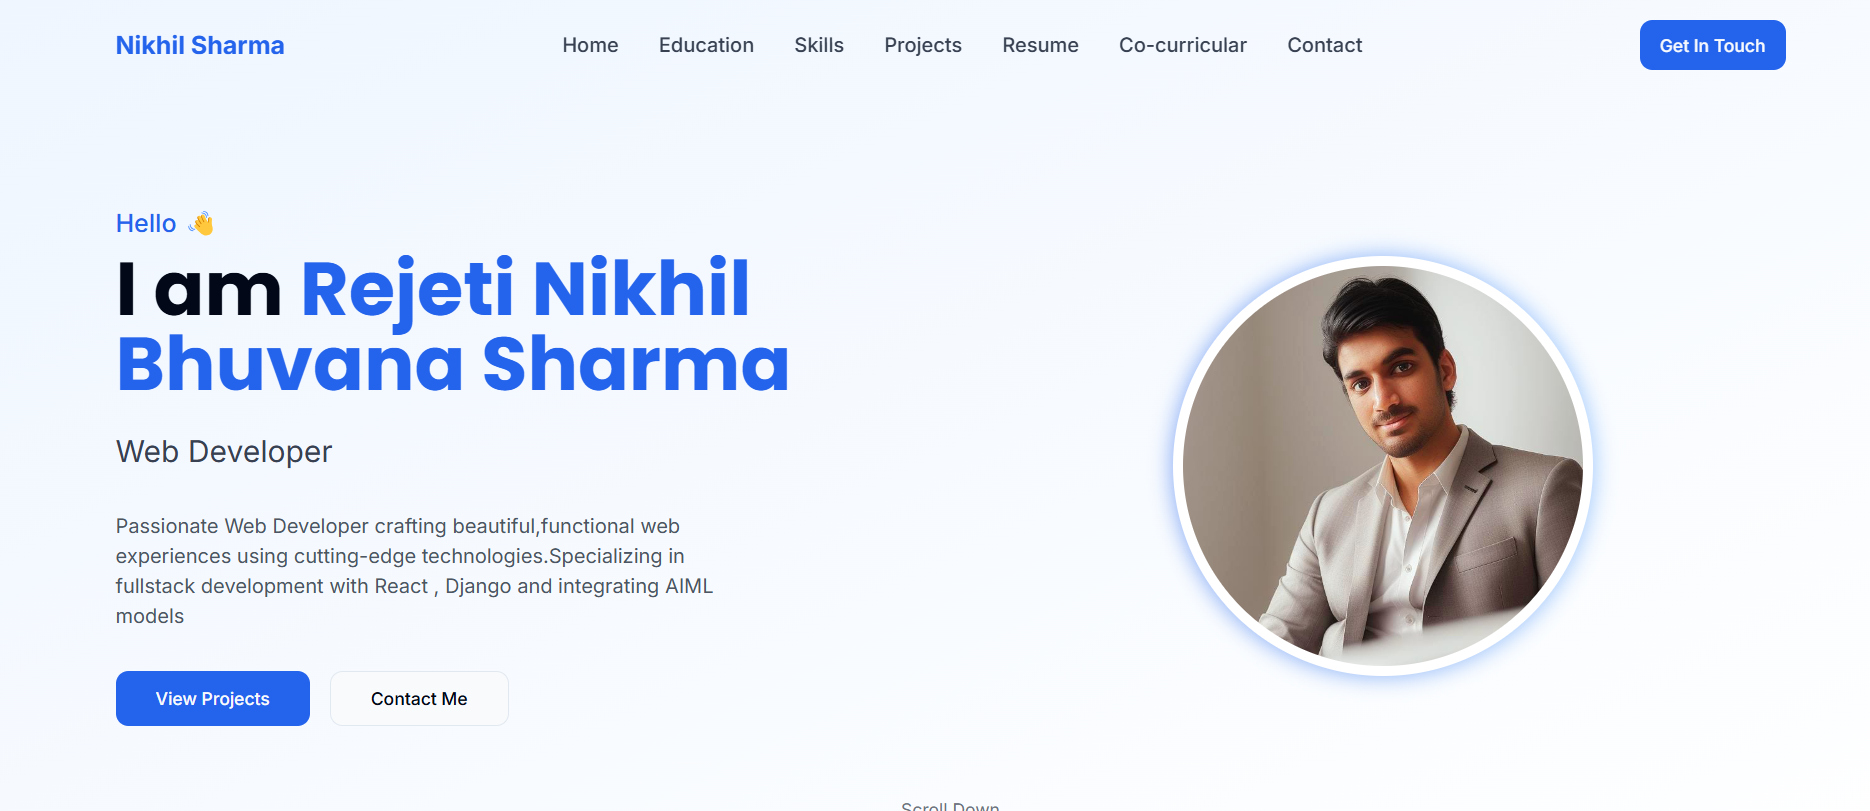 Nikhil Sharma
Home Education Skills Projects Resume Co-curricular Contact
Get In Touch
Hello 👋
I am Rejeti Nikhil
Bhuvana Sharma
Web Developer
Passionate Web Developer crafting beautiful,functional web
experiences using cutting-edge technologies.Specializing in
fullstack development with React , Django and integrating AIML
models
View Projects
Contact Me
Scroll Down